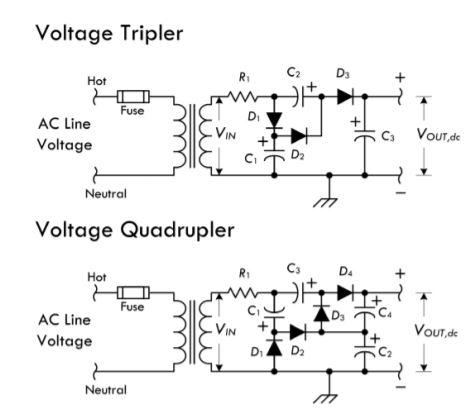 Voltage Tripler
Hot
Fuse
AC Line
Voltage
Neutral
R1
C2
+
D3
+
D1
VIN
+
C1
D2
+
C3
VOUT,dc
−
Voltage Quadrupler
Hot
Fuse
AC Line
Voltage
Neutral
R1
C3
+
D4
+
C1
+
VIN
D1
D2
D3
+
C4
+
C2
VOUT,dc
−